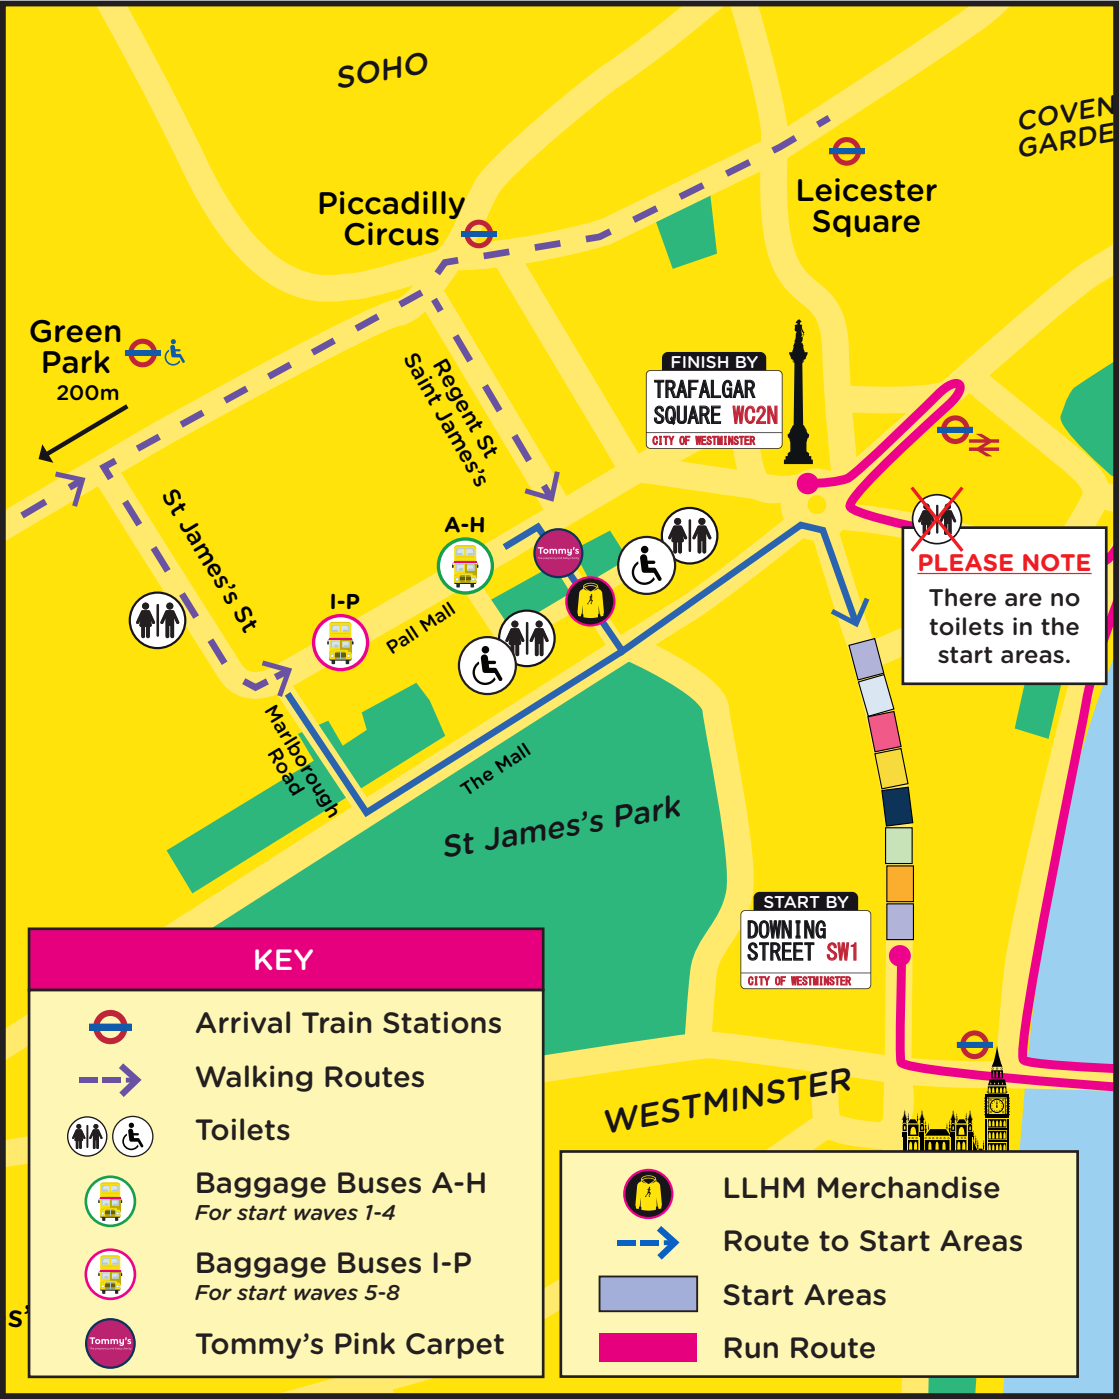 SOHO
COVEN
GARDE
Piccadilly
Circus
Leicester
Square
Green
Park
200m
FINISH BY
TRAFALGAR
SQUARE WC2N
CITY OF WESTMINSTER
Regent St
Saint James's
St James's St
A-H
Tommy's
I-P
Pall Mall
PLEASE NOTE
There are no
toilets in the
start areas.
Marlborough
Road
The Mall
St James's Park
START BY
DOWNING
STREET SW1
CITY OF WESTMINSTER
WESTMINSTER
s'
KEY
Arrival Train Stations
Walking Routes
Toilets
Baggage Buses A-H
For start waves 1-4
Baggage Buses I-P
For start waves 5-8
Tommy's
Tommy's Pink Carpet
LLHM Merchandise
Route to Start Areas
Start Areas
Run Route